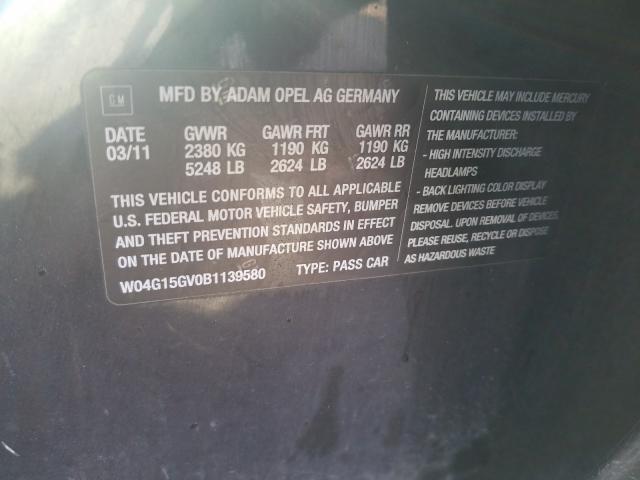 GM
MFD BY ADAM OPEL AG GERMANY
DATE GVWR GAWR FRT GAWR RR
03/11 2380 KG 1190 KG 1190 KG
5248 LB 2624 LB 2624 LB
THIS VEHICLE CONFORMS TO ALL APPLICABLE
U.S. FEDERAL MOTOR VEHICLE SAFETY, BUMPER
AND THEFT PREVENTION STANDARDS IN EFFECT
ON THE DATE OF MANUFACTURE SHOWN ABOVE
W04G15GV0B1139580 TYPE: PASS CAR
THIS VEHICLE MAY INCLUDE MERCURY
CONTAINING DEVICES INSTALLED BY
THE MANUFACTURER:
- HIGH INTENSITY DISCHARGE
HEADLAMPS
- BACK LIGHTING COLOR DISPLAY
REMOVE DEVICES BEFORE VEHICLE
DISPOSAL. UPON REMOVAL OF DEVICES,
PLEASE REUSE, RECYCLE OR DISPOSE
AS HAZARDOUS WASTE